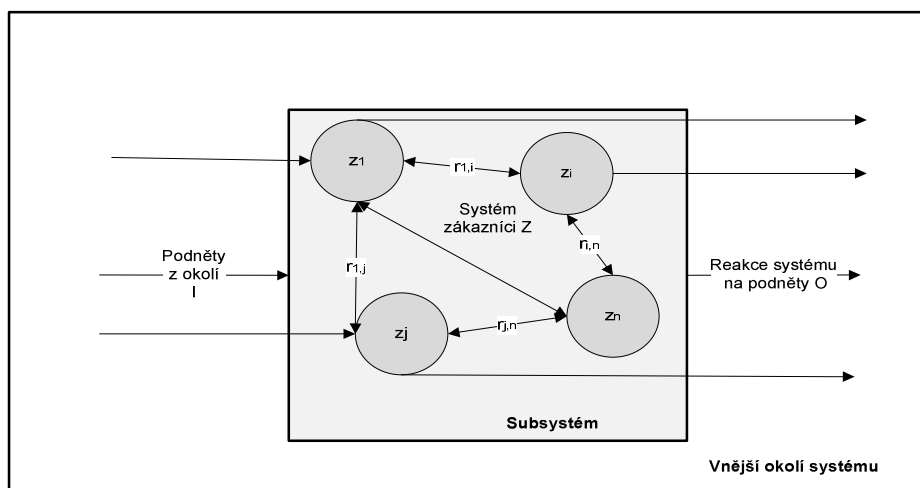 z1
r1,i
zi
Systém
zákazníci Z
ri,n
r1,j
Podněty
z okolí
I
Reakce systému
na podněty O
zj
rj,n
zn
Subsystém
Vnější okolí systému